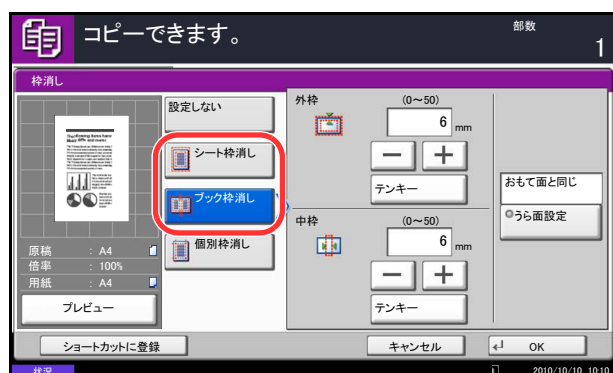 コピーできます。
部数
1
枠消し
設定しない
シート枠消し
ブック枠消し
個別枠消し
外枠
(0~50)
6 mm
テンキー
中枠
(0~50)
6 mm
テンキー
おもて面と同じ
うら面設定
原稿 : A4
倍率 : 100%
用紙 : A4
プレビュー
ショートカットに登録
キャンセル
OK
状況
2010/10/10 10:10